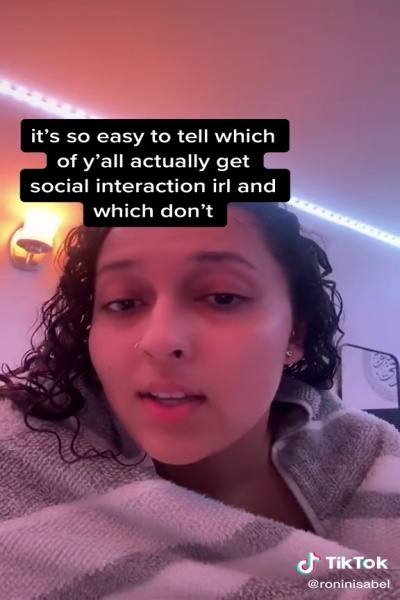 it's so easy to tell which
of y'all actually get
social interaction irl and
which don't
TikTok
@roninisabel